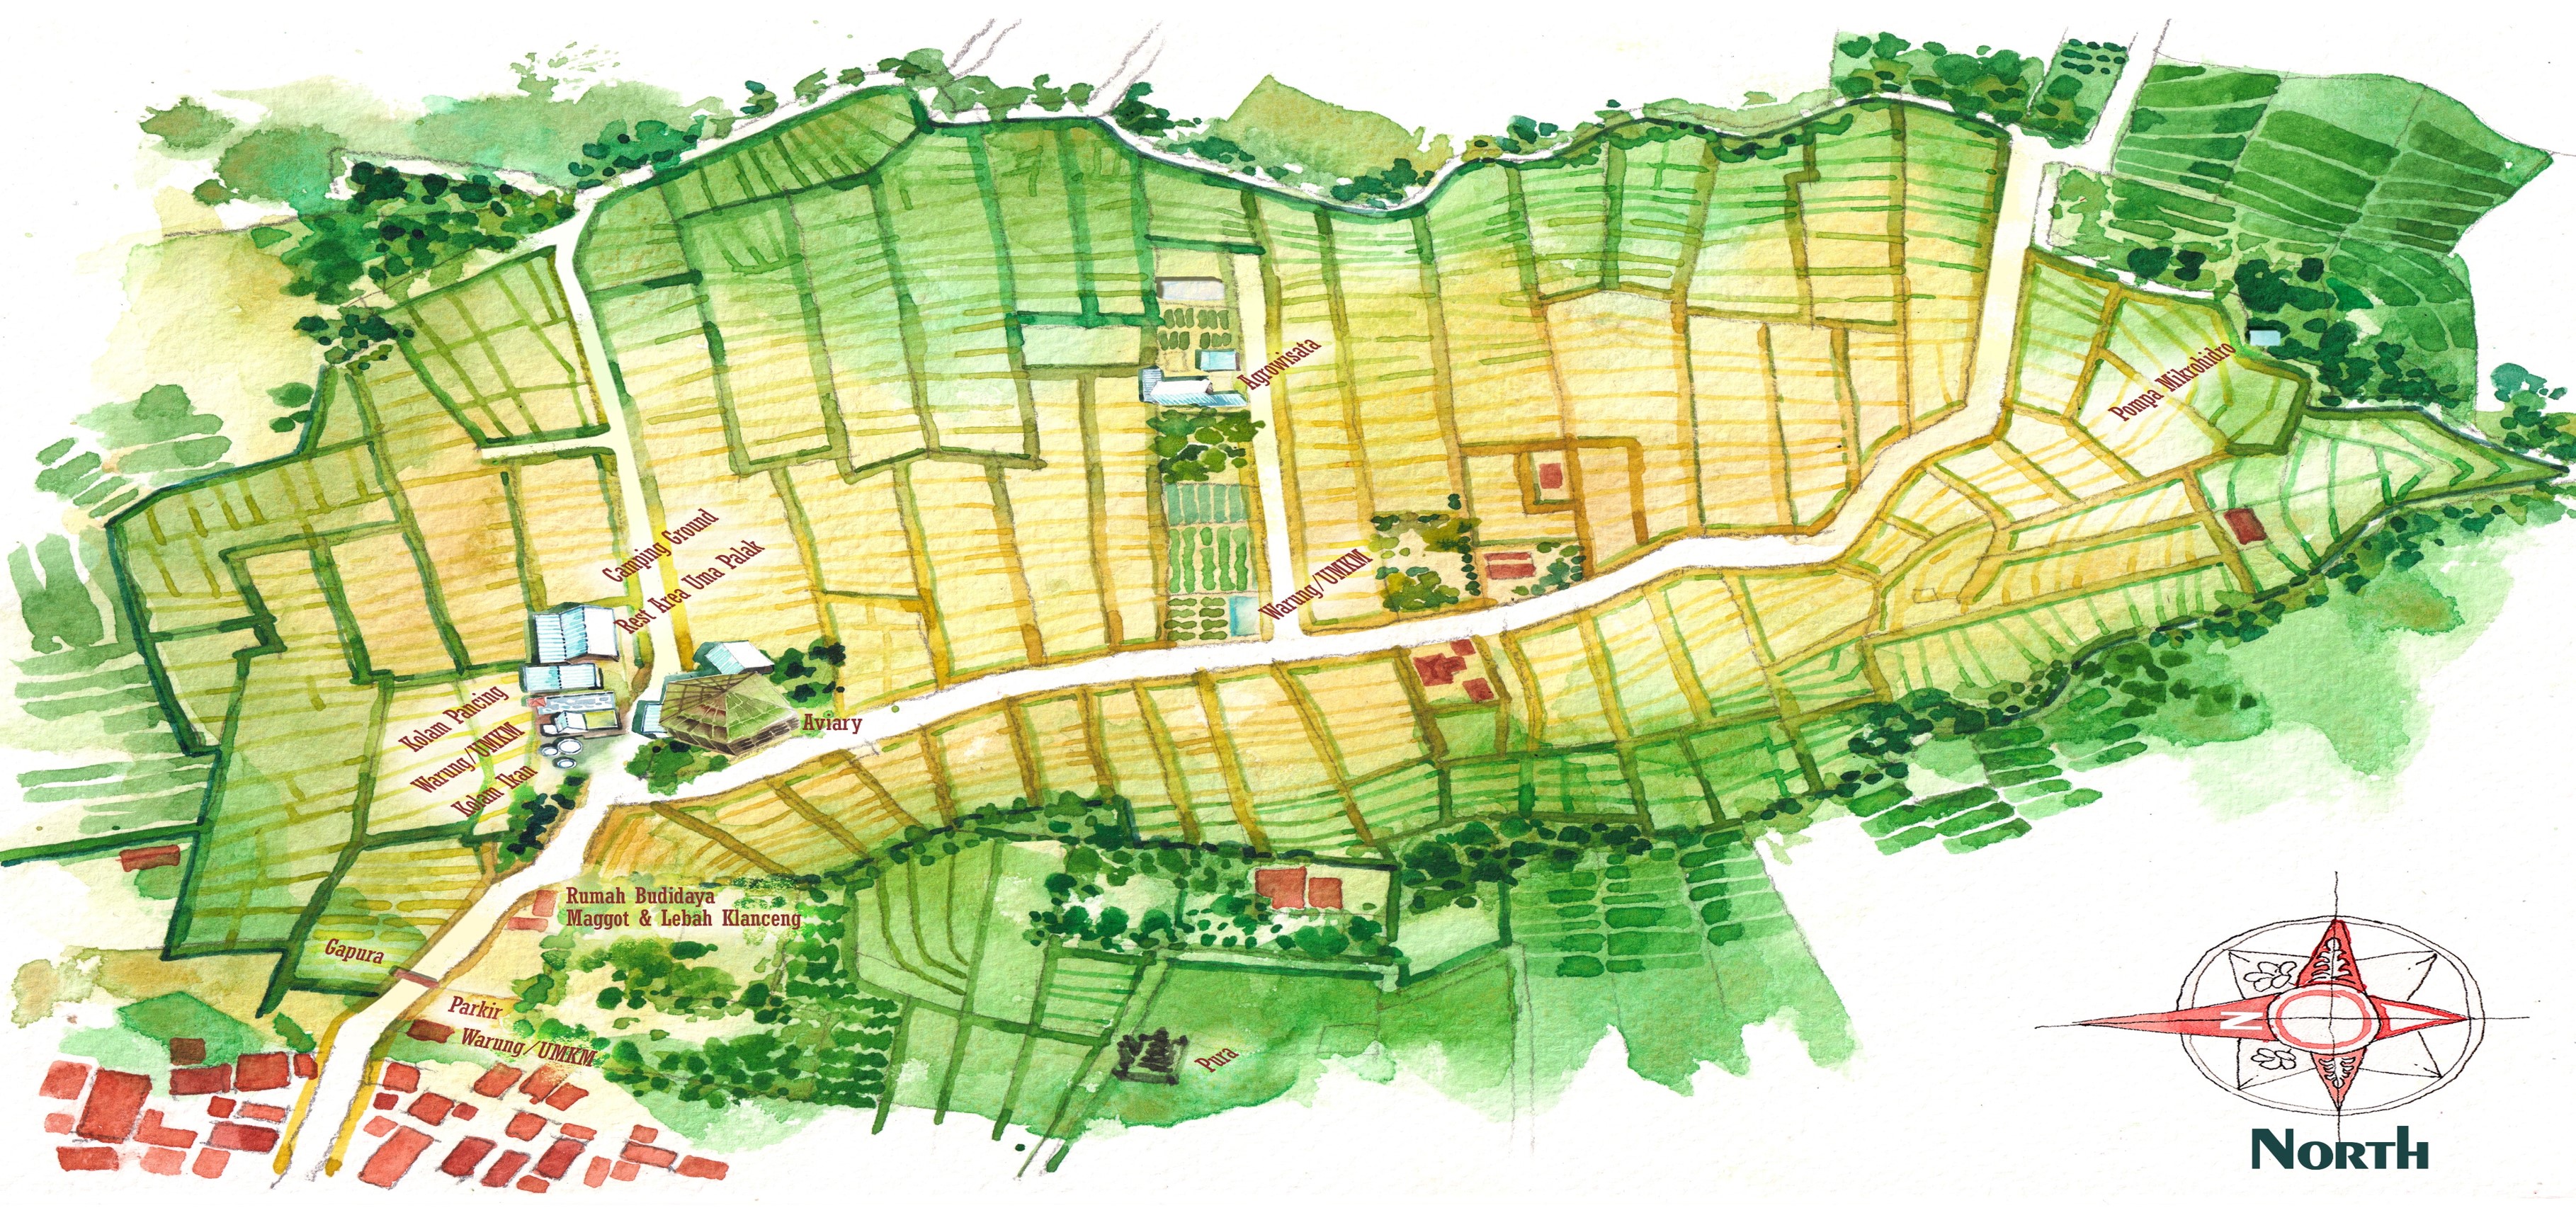 Agrowisata
Pompa Mikrohidro
Camping Ground
Rest Area Uma Palak
Warung/UMKM
Kolam Pancing
Warung/UMKM
Kolam Ikan
Aviary
Rumah Budidaya
Maggot & Lebah Klanceng
Gapura
Parkir
Warung/UMKM
Pura
N
North